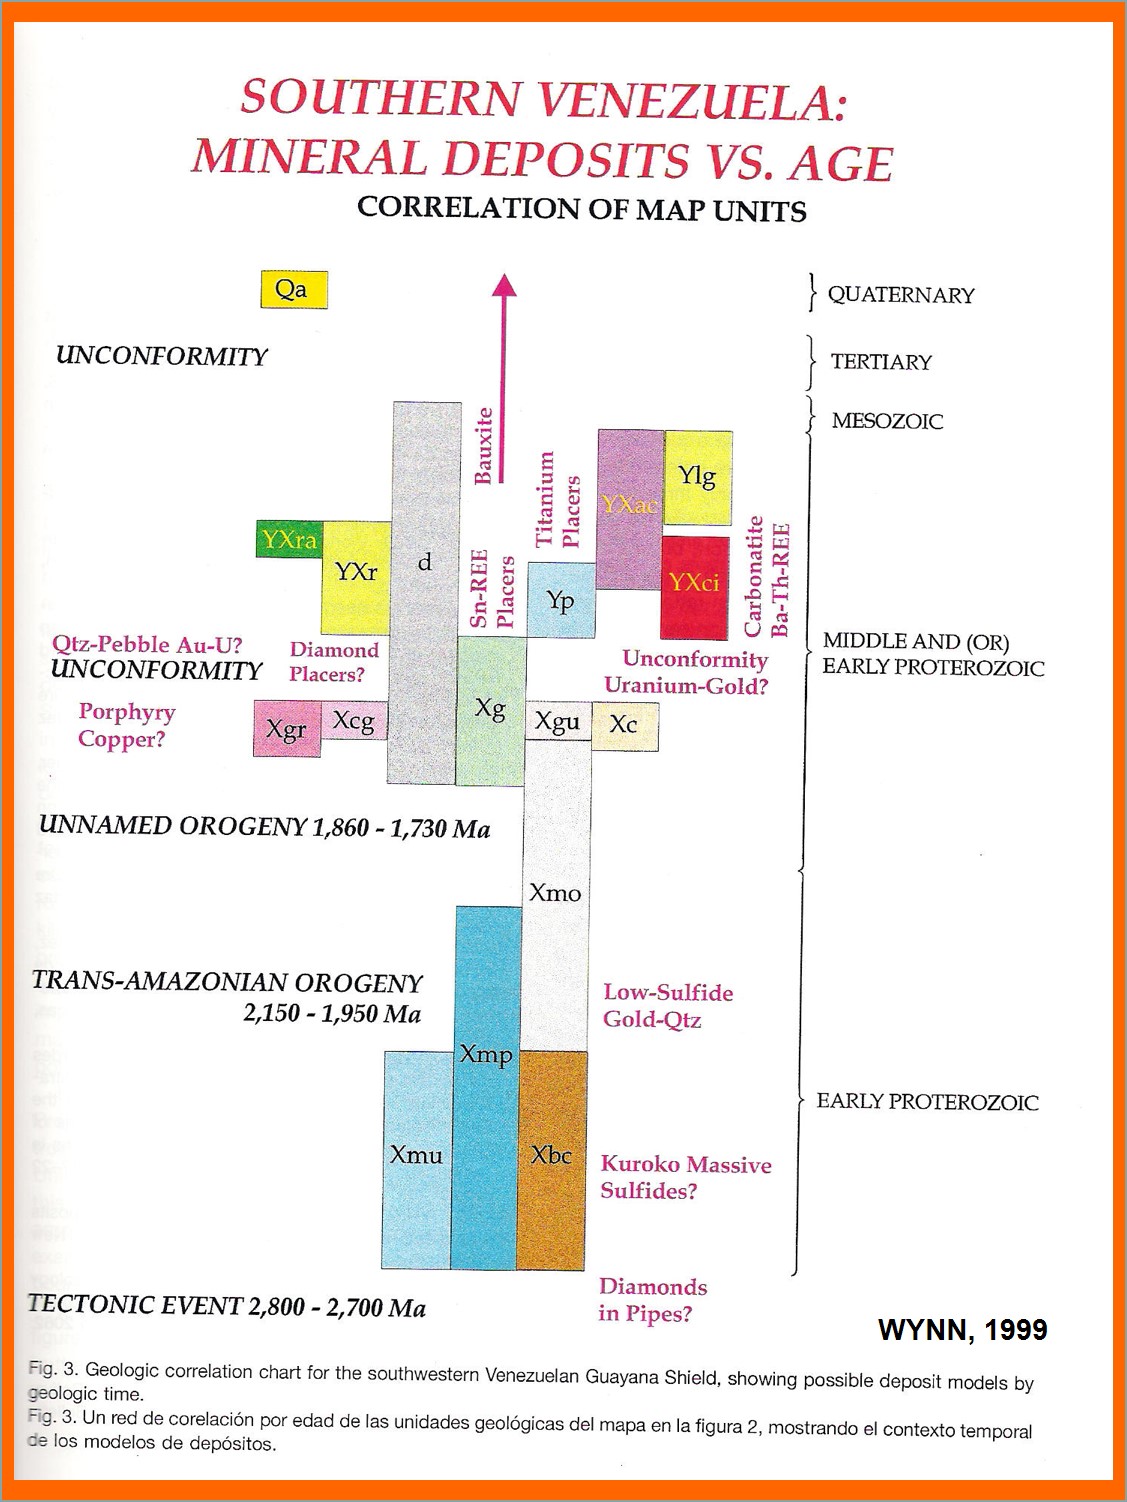 SOUTHERN VENEZUELA:
MINERAL DEPOSITS VS. AGE
CORRELATION OF MAP UNITS
Qa
QUATERNARY
UNCONFORMITY
TERTIARY
MESOZOIC
Bauxite
Titanium
Placers
YXac
Ylg
YXra
YXr
d
Sn-REE
Placers
Yp
YXci
Carbonatite
Ba-Th-REE
Qtz-Pebble Au-U?
UNCONFORMITY
Diamond
Placers?
Unconformity
Uranium-Gold?
MIDDLE AND (OR)
EARLY PROTEROZOIC
Porphyry
Copper?
Xgr
Xcg
Xg
Xgu
Xc
UNNAMED OROGENY 1,860 - 1,730 Ma
Xmo
TRANS-AMAZONIAN OROGENY
2,150 - 1,950 Ma
Low-Sulfide
Gold-Qtz
Xmp
EARLY PROTEROZOIC
Xmu
Xbc
Kuroko Massive
Sulfides?
Diamonds
in Pipes?
TECTONIC EVENT 2,800 - 2,700 Ma
WYNN, 1999
Fig. 3. Geologic correlation chart for the southwestern Venezuelan Guayana Shield, showing possible deposit models by
geologic time.
Fig. 3. Un red de corelación por edad de las unidades geológicas del mapa en la figura 2, mostrando el contexto temporal
de los modelos de depósitos.